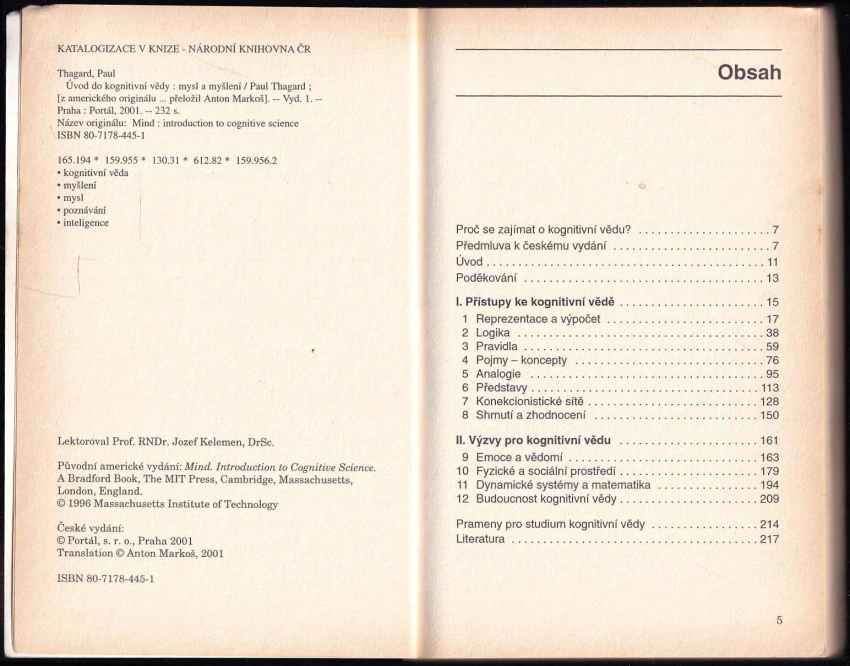 KATALOGIZACE V KNIZE - NÁRODNÍ KNIHOVNA ČR
Thagard, Paul
Úvod do kognitivní vědy : mysl a myšlení / Paul Thagard ;
[z amerického originálu ... přeložil Anton Markoš]. -- Vyd. 1. --
Praha : Portál, 2001. -- 232 s.
Název originálu: Mind : introduction to cognitive science
ISBN 80-7178-445-1
165.194 * 159.955 * 130.31 * 612.82 * 159.956.2
• kognitivní věda
• myšlení
• mysl
• poznávání
• inteligence
Lektoroval Prof. RNDr. Jozef Kelemen, DrSc.
Původní americké vydání: Mind. Introduction to Cognitive Science.
A Bradford Book, The MIT Press, Cambridge, Massachusetts,
London, England.
© 1996 Massachusetts Institute of Technology
České vydání:
© Portál, s. r. o., Praha 2001
Translation © Anton Markoš, 2001
ISBN 80-7178-445-1
Obsah
Proč se zajímat o kognitivní vědu? . . . . . . . . . . . . . . . . . . . . . 7
Předmluva k českému vydání . . . . . . . . . . . . . . . . . . . . . . . . . 7
Úvod . . . . . . . . . . . . . . . . . . . . . . . . . . . . . . . . . . . . . . . . . . . 11
Poděkování . . . . . . . . . . . . . . . . . . . . . . . . . . . . . . . . . . . . . 13
I. Přístupy ke kognitivní vědě . . . . . . . . . . . . . . . . . . . . . . . 15
1 Reprezentace a výpočet . . . . . . . . . . . . . . . . . . . . . . . . . 17
2 Logika . . . . . . . . . . . . . . . . . . . . . . . . . . . . . . . . . . . . . . 38
3 Pravidla . . . . . . . . . . . . . . . . . . . . . . . . . . . . . . . . . . . . . 59
4 Pojmy – koncepty . . . . . . . . . . . . . . . . . . . . . . . . . . . . . 76
5 Analogie . . . . . . . . . . . . . . . . . . . . . . . . . . . . . . . . . . . . 95
6 Představy . . . . . . . . . . . . . . . . . . . . . . . . . . . . . . . . . . . 113
7 Konekcionistické sítě . . . . . . . . . . . . . . . . . . . . . . . . . . 128
8 Shrnutí a zhodnocení . . . . . . . . . . . . . . . . . . . . . . . . . 150
II. Výzvy pro kognitivní vědu . . . . . . . . . . . . . . . . . . . . . . 161
9 Emoce a vědomí . . . . . . . . . . . . . . . . . . . . . . . . . . . . . 163
10 Fyzické a sociální prostředí . . . . . . . . . . . . . . . . . . . . . . 179
11 Dynamické systémy a matematika . . . . . . . . . . . . . . . . 194
12 Budoucnost kognitivní vědy . . . . . . . . . . . . . . . . . . . . . . 209
Prameny pro studium kognitivní vědy . . . . . . . . . . . . . . . . . 214
Literatura . . . . . . . . . . . . . . . . . . . . . . . . . . . . . . . . . . . . . . . 217
5